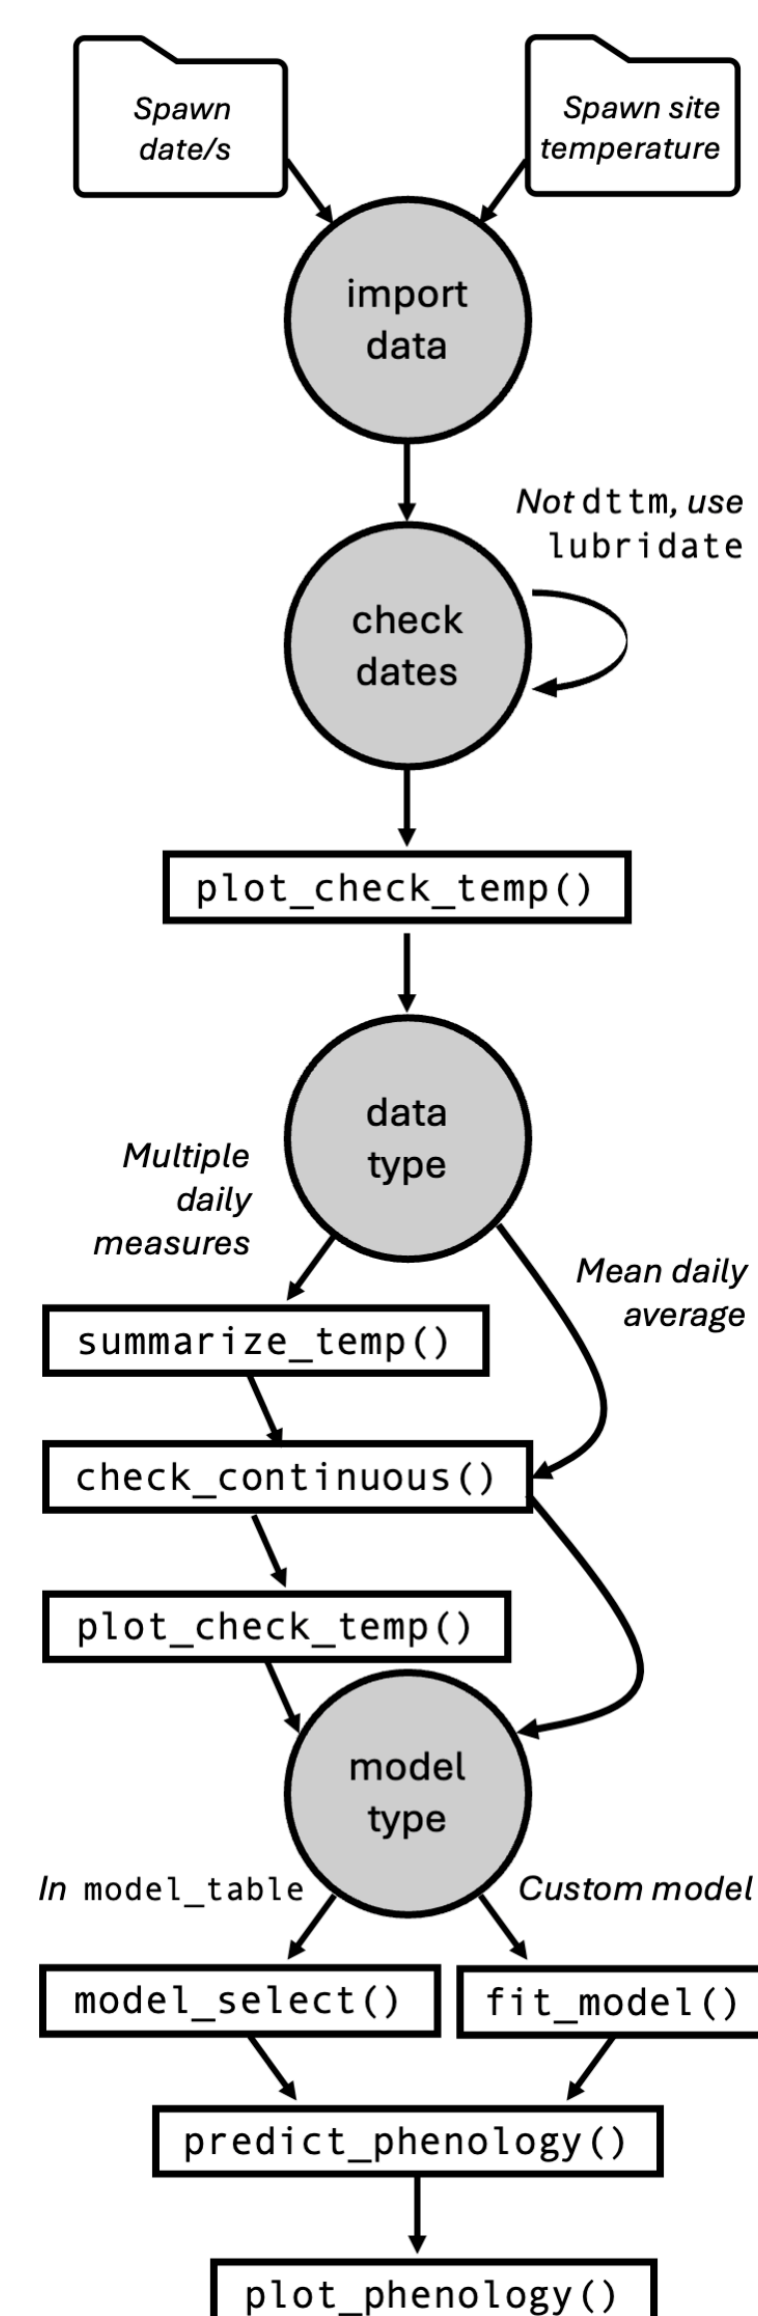 Spawn
date/s
Spawn site
temperature
import
data
Not dttm, use
lubridate
check
dates
plot_check_temp()
data
type
Multiple
daily
measures
Mean daily
average
summarize_temp()
check_continuous()
plot_check_temp()
model
type
In model_table
Custom model
model_select()
fit_model()
predict_phenology()
plot_phenology()